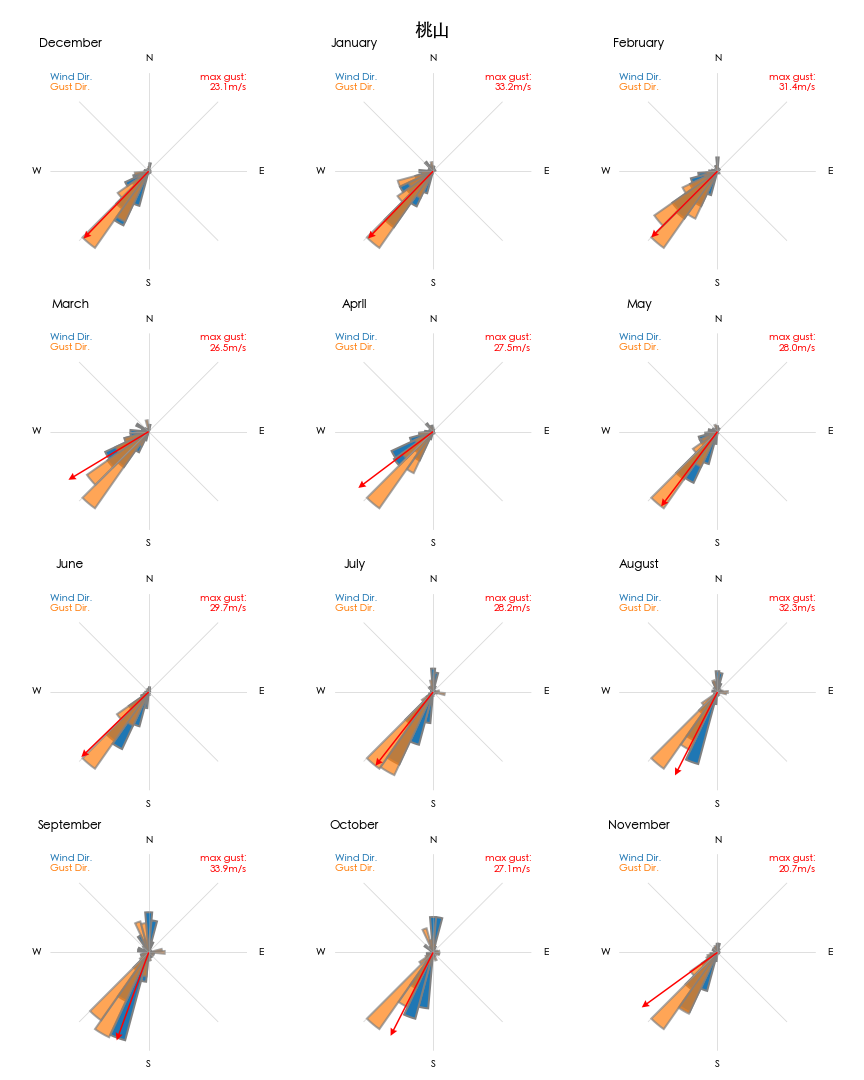 桃山
December
N
Wind Dir.
Gust Dir.
max gust:
23.1m/s
W
E
S
January
N
Wind Dir.
Gust Dir.
max gust:
33.2m/s
W
E
S
February
N
Wind Dir.
Gust Dir.
max gust:
31.4m/s
W
E
S
March
N
Wind Dir.
Gust Dir.
max gust:
26.5m/s
W
E
S
April
N
Wind Dir.
Gust Dir.
max gust:
27.5m/s
W
E
S
May
N
Wind Dir.
Gust Dir.
max gust:
28.0m/s
W
E
S
June
N
Wind Dir.
Gust Dir.
max gust:
29.7m/s
W
E
S
July
N
Wind Dir.
Gust Dir.
max gust:
28.2m/s
W
E
S
August
N
Wind Dir.
Gust Dir.
max gust:
32.3m/s
W
E
S
September
N
Wind Dir.
Gust Dir.
max gust:
33.9m/s
W
E
S
October
N
Wind Dir.
Gust Dir.
max gust:
27.1m/s
W
E
S
November
N
Wind Dir.
Gust Dir.
max gust:
20.7m/s
W
E
S